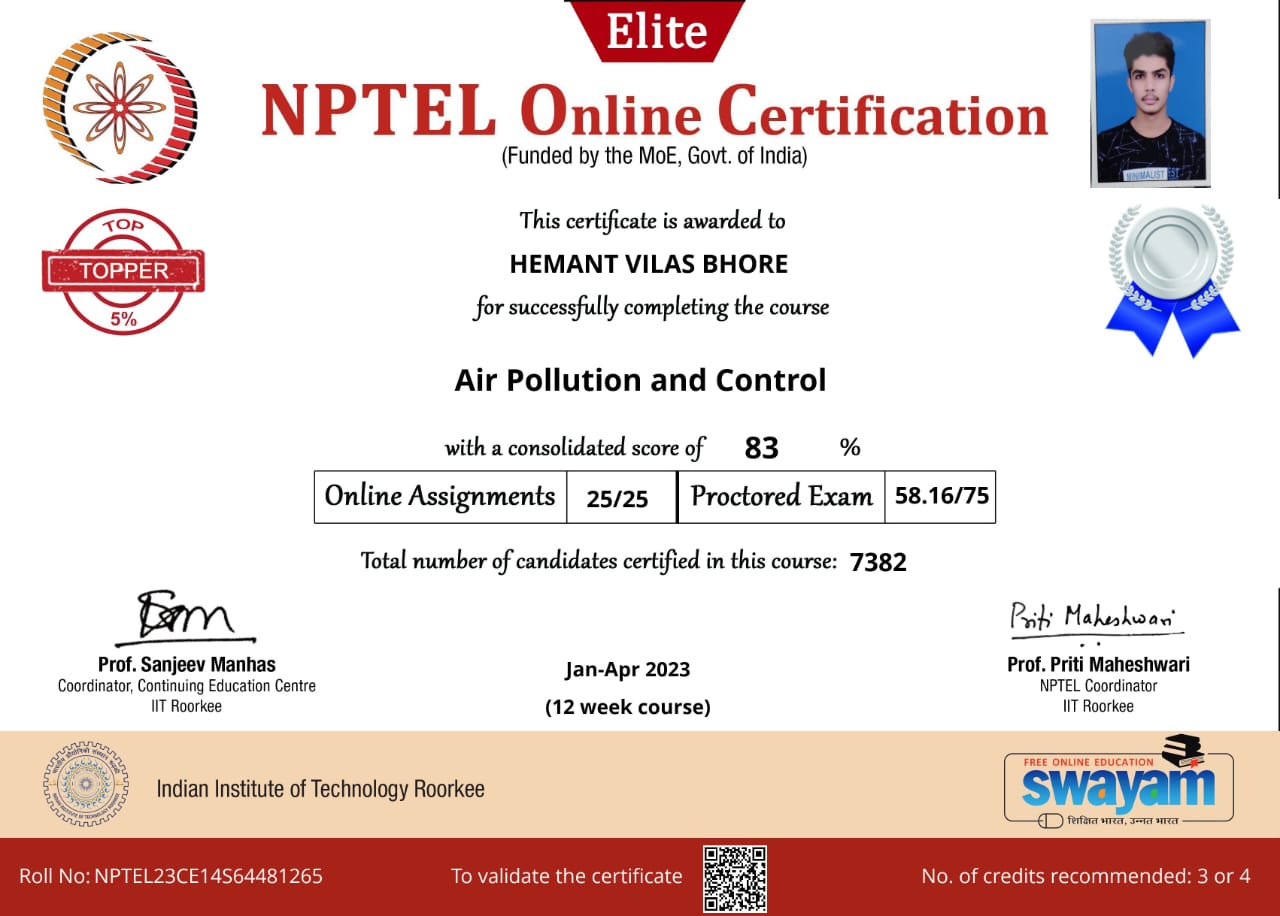 Elite
NPTEL Online Certification
(Funded by the MoE, Govt. of India)
TOP
TOPPER
5%
MINIMALIST
This certificate is awarded to
HEMANT VILAS BHORE
for successfully completing the course
Air Pollution and Control
with a consolidated score of 83 %
Online Assignments 25/25 Proctored Exam 58.16/75
Total number of candidates certified in this course: 7382
Priti Maheshwari
Prof. Sanjeev Manhas
Coordinator, Continuing Education Centre
IIT Roorkee
Jan-Apr 2023
(12 week course)
Prof. Priti Maheshwari
NPTEL Coordinator
IIT Roorkee
Indian Institute of Technology Roorkee
FREE ONLINE EDUCATION
swayam
शिक्षित भारत, उन्नत भारत
Roll No: NPTEL23CE14S64481265
To validate the certificate
No. of credits recommended: 3 or 4